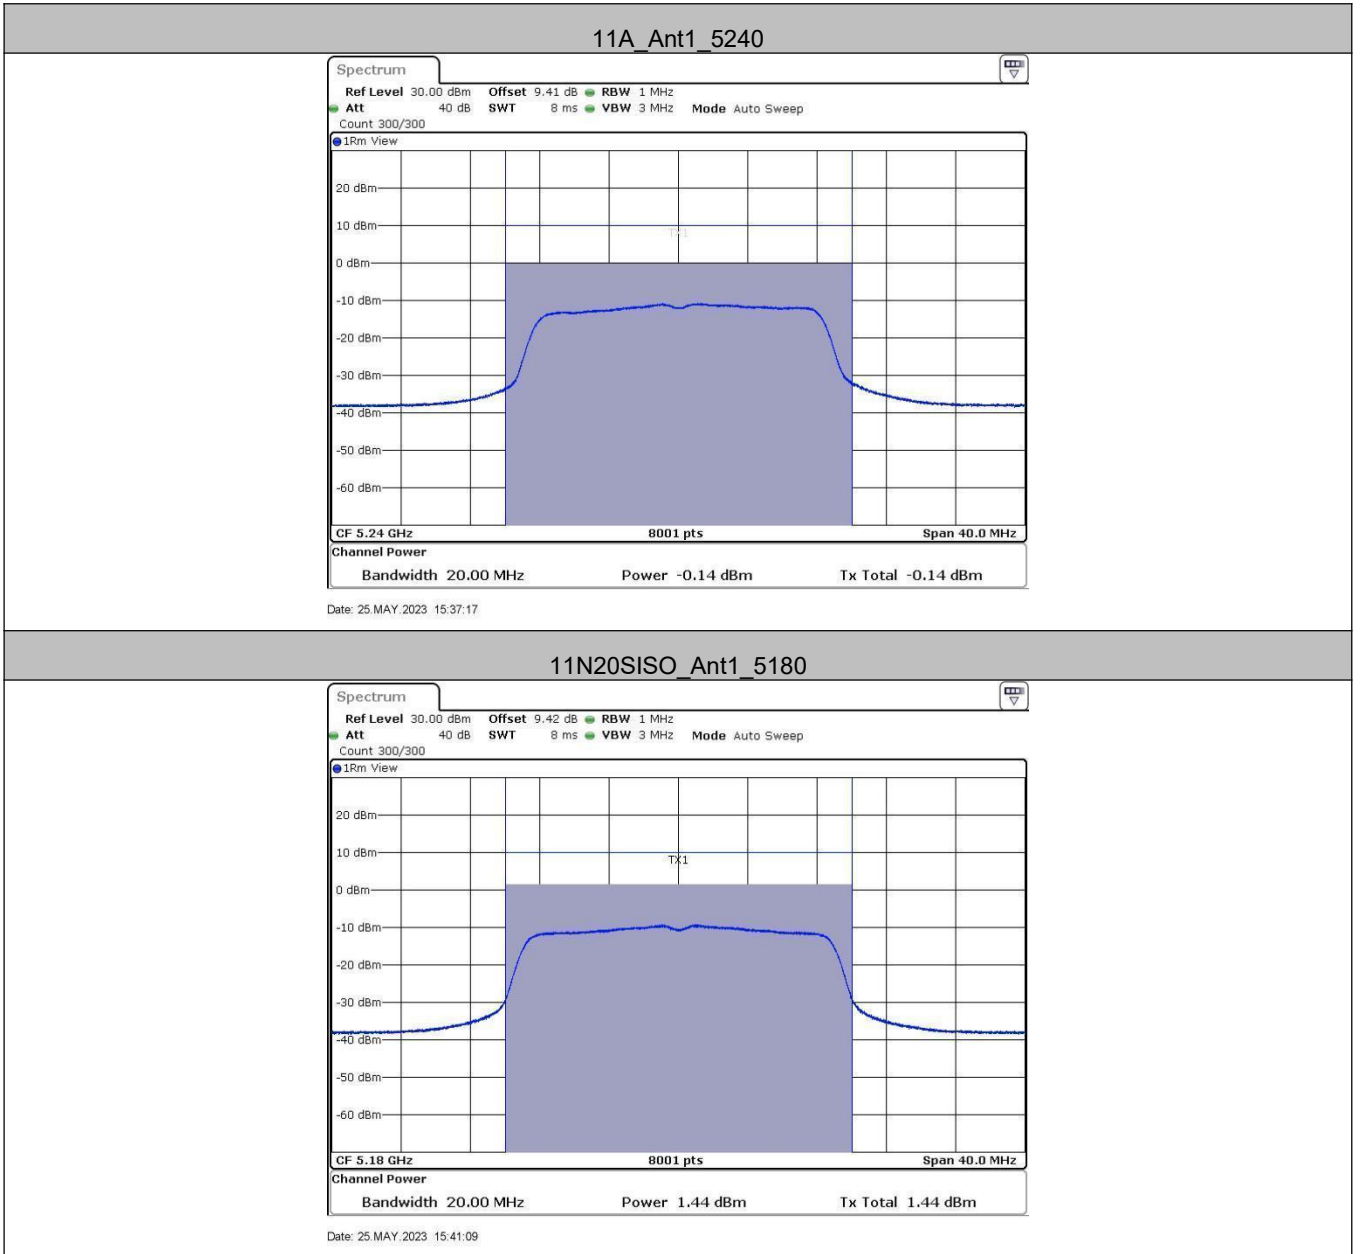 11A_Ant1_5240
Spectrum
Ref Level 30.00 dBm Offset 9.41 dB RBW 1 MHz
Att 40 dB SWT 8 ms VBW 3 MHz Mode Auto Sweep
Count 300/300
1Rm View
20 dBm
10 dBm
TX1
0 dBm
-10 dBm
-20 dBm
-30 dBm
-40 dBm
-50 dBm
-60 dBm
CF 5.24 GHz 8001 pts Span 40.0 MHz
Channel Power
Bandwidth 20.00 MHz Power -0.14 dBm Tx Total -0.14 dBm
Date: 25.MAY.2023 15:37:17
11N20SISO_Ant1_5180
Spectrum
Ref Level 30.00 dBm Offset 9.42 dB RBW 1 MHz
Att 40 dB SWT 8 ms VBW 3 MHz Mode Auto Sweep
Count 300/300
1Rm View
20 dBm
10 dBm
TX1
0 dBm
-10 dBm
-20 dBm
-30 dBm
-40 dBm
-50 dBm
-60 dBm
CF 5.18 GHz 8001 pts Span 40.0 MHz
Channel Power
Bandwidth 20.00 MHz Power 1.44 dBm Tx Total 1.44 dBm
Date: 25.MAY.2023 15:41:09